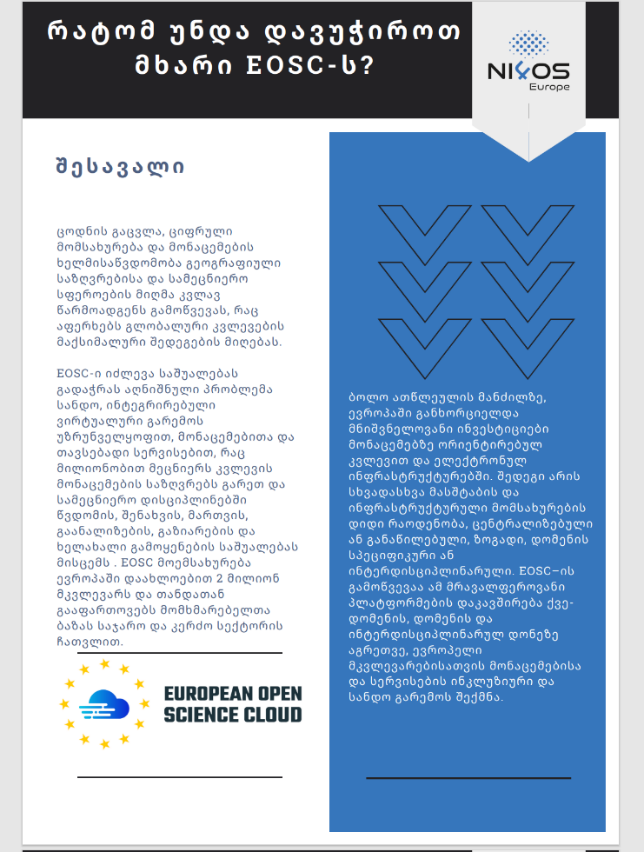 რატომ უნდა დავუჭიროთ
მხარი EOSC-ს?
NI4OS
Europe
შესავალი
ცოდნის გაცვლა, ციფრული
მომსახურება და მონაცემების
ხელმისაწვდომობა გეოგრაფიული
საზღვრებისა და სამეცნიერო
სფეროების მიღმა კვლავ
წარმოადგენს გამოწვევას, რაც
აფერხებს გლობალური კვლევების
მაქსიმალური შედეგების მიღებას.
EOSC-ი იძლევა საშუალებას
გადაჭრას აღნიშნული პრობლემა
სანდო, ინტეგრირებული
ვირტუალური გარემოს
უზრუნველყოფით, მონაცემებითა და
თავსებადი სერვისებით, რაც
მილიონობით მეცნიერს კვლევის
მონაცემების საზღვრებს გარეთ და
სამეცნიერო დისციპლინებში
წვდომის, შენახვის, მართვის,
გაანალიზების, გაზიარების და
ხელახალი გამოყენების საშუალებას
მისცემს . EOSC მოემსახურება
ევროპაში დაახლოებით 2 მილიონ
მკვლევარს და თანდათან
გააფართოვებს მომხმარებელთა
ბაზას საჯარო და კერძო სექტორის
ჩათვლით.
EUROPEAN OPEN
SCIENCE CLOUD
ბოლო ათწლეულის მანძილზე,
ევროპაში განხორციელდა
მნიშვნელოვანი ინვესტიციები
მონაცემებზე ორიენტირებულ
კვლევით და ელექტრონულ
ინფრასტრუქტურებში. შედეგი არის
სხვადასხვა მასშტაბის და
ინფრასტრუქტურული მომსახურების
დიდი რაოდენობა, ცენტრალიზებული
ან განაწილებული, ზოგადი, დომენის
სპეციფიკური ან
ინტერდისციპლინარული. EOSC–ის
გამოწვევაა ამ მრავალფეროვანი
პლატფორმების დაკავშირება ქვე-
დომენის, დომენის და
ინტერდისციპლინარულ დონეზე
აგრეთვე, ევროპელი
მკვლევარებისათვის მონაცემებისა
და სერვისების ინკლუზიური და
სანდო გარემოს შექმნა.